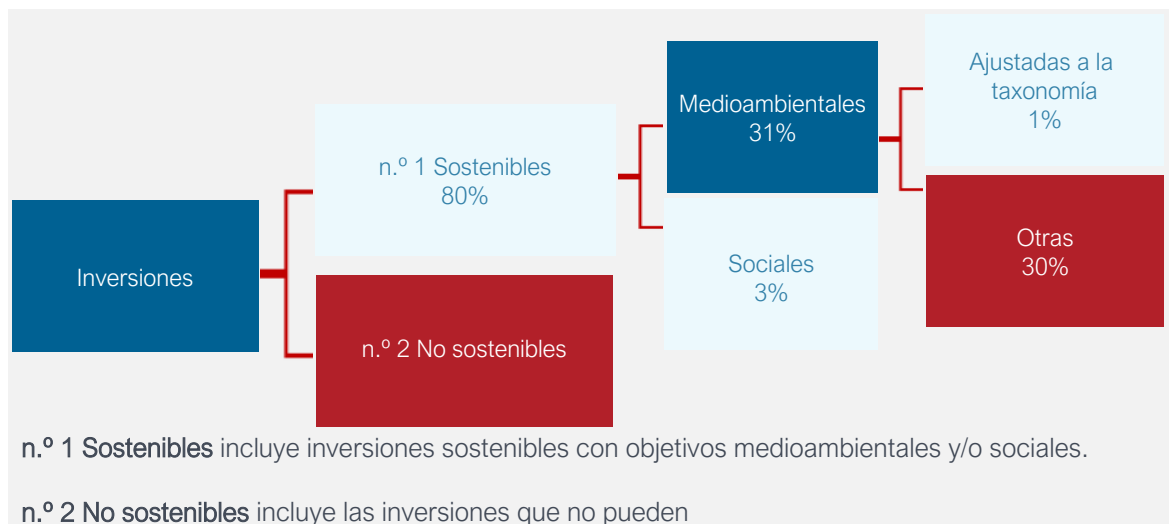 Inversiones
n.º 1 Sostenibles
80%
n.º 2 No sostenibles
Medioambientales
31%
Sociales
3%
Ajustadas a la
taxonomía
1%
Otras
30%
n.º 1 Sostenibles incluye inversiones sostenibles con objetivos medioambientales y/o sociales.
n.º 2 No sostenibles incluye las inversiones que no pueden